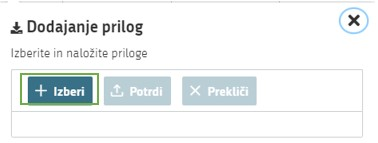 Dodajanje prilog
Izberite in naložite priloge
Izberi Potrdi Prekliči